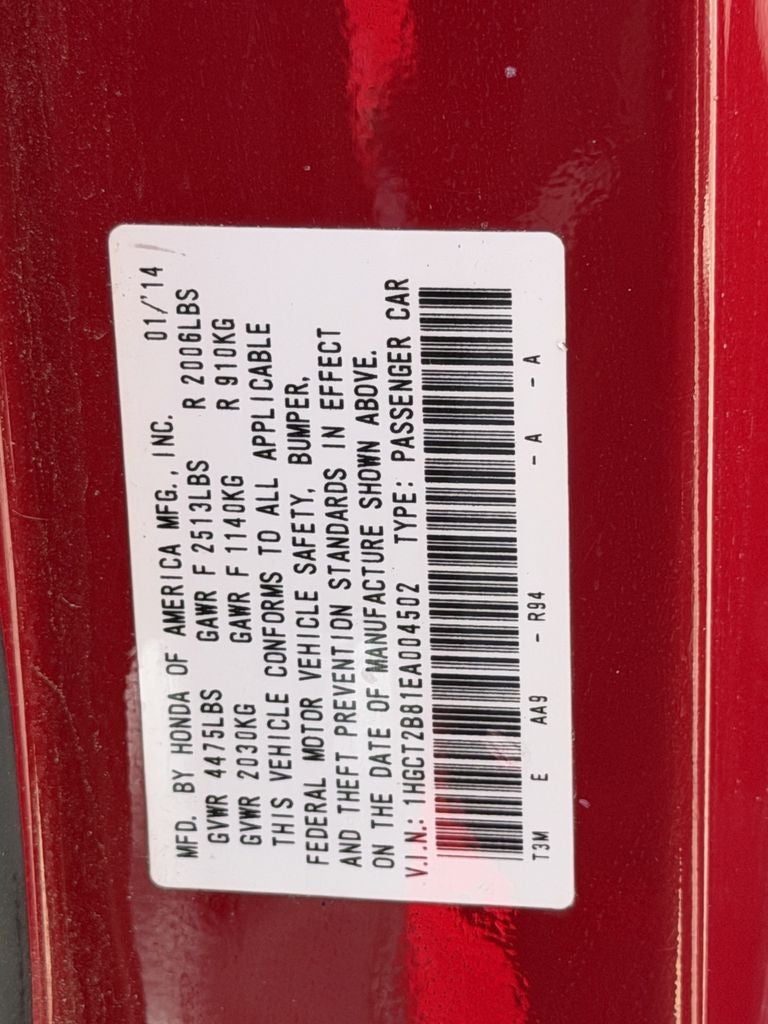 MFD. BY HONDA OF AMERICA MFG., INC. 01/'14
GVWR 4475LBS GAWR F 2513LBS R 2006LBS
GVWR 2030KG GAWR F 1140KG R 910KG
THIS VEHICLE CONFORMS TO ALL APPLICABLE
FEDERAL MOTOR VEHICLE SAFETY, BUMPER,
AND THEFT PREVENTION STANDARDS IN EFFECT
ON THE DATE OF MANUFACTURE SHOWN ABOVE.
V.I.N.: 1HGCT2B81EA004502 TYPE: PASSENGER CAR
T3M E AA9 - R94 - A - A